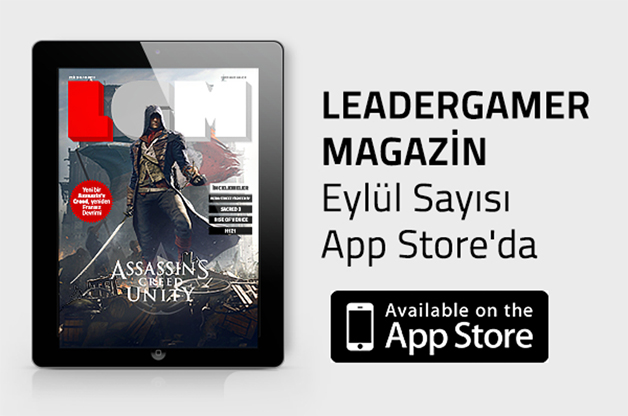 LGM
Yeni bir
Assassin's
Creed, yeniden
Fransız
Devrimi
İNCELEMELER
SACRED 3
RISE OF VENICE
H1Z1
ASSASSIN'S
CREED
UNITY
LEADERGAMER
MAGAZİN
Eylül Sayısı
App Store'da
Available on the
App Store